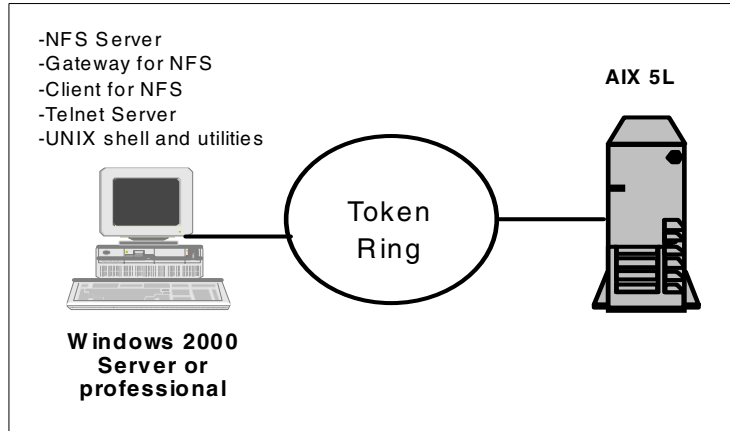 -NFS Server
-Gateway for NFS
-Client for NFS
-Telnet Server
-UNIX shell and utilities
AIX 5L
Token
Ring
Windows 2000
Server or
professional